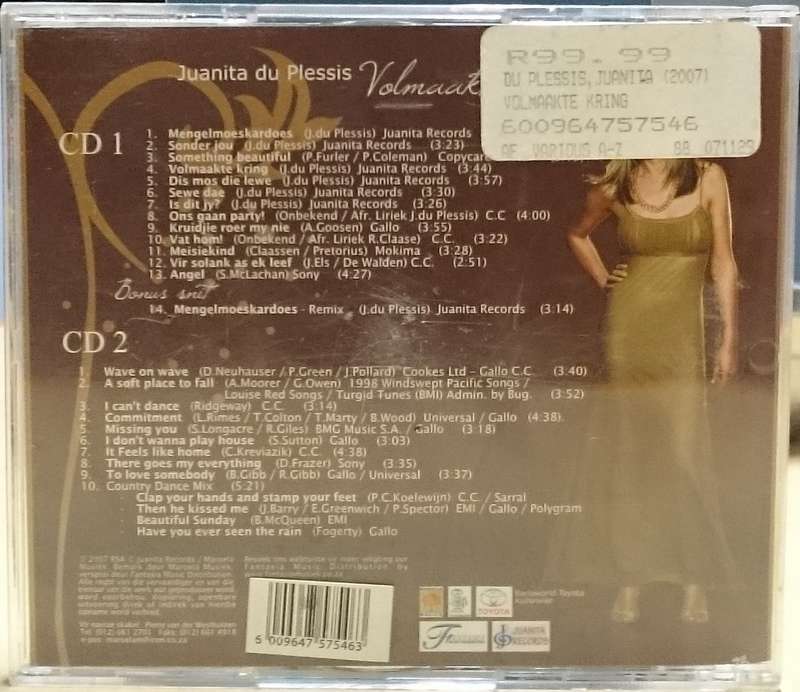 Juanita du Plessis Volmaakt
R99.99
DU PLESSIS,JUANITA (2007)
VOLMAAKTE KRING
600964757546
AF VARIOUS A-Z 88 071129
CD 1
1. Mengelmoeskardoes (J.du Plessis) Juanita Records
2. Sonder jou (J.du Plessis) Juanita Records (3:23)
3. Something beautiful (P.Furler / P.Coleman) Copycare
4. Volmaakte kring (J.du Plessis) Juanita Records (3:44)
5. Dis mos die lewe (J.du Plessis) Juanita Records (3:57)
6. Sewe dae (J.du Plessis) Juanita Records (3:30)
7. Is dit jy? (J.du Plessis) Juanita Records (3:26)
8. Ons gaan party! (Onbekend / Afr. Liriek J.du Plessis) C.C (4:00)
9. Kruidjie roer my nie (A.Goosen) Gallo (3:55)
10. Vat hom! (Onbekend / Afr. Liriek R.Claase) C.C. (3:22)
11. Meisiekind (Claassen / Pretorius) Mokima (3:28)
12. Vir solank as ek leef (J.Els / De Walden) C.C. (2:51)
13. Angel (S.McLachan) Sony (4:27)
Bonus snit
14. Mengelmoeskardoes - Remix (J.du Plessis) Juanita Records (3:14)
CD 2
1. Wave on wave (D.Neuhauser / P.Green / J.Pollard) Cookes Ltd - Gallo C.C. (3:40)
2. A soft place to fall (A.Moorer / G.Owen) 1998 Windswept Pacific Songs /
Louise Red Songs / Turgid Tunes (BMI) Admin. by Bug. (3:52)
3. I can't dance (Ridgeway) C.C. (3:14)
4. Commitment (L.Rimes / T.Colton / T.Marty / B.Wood) Universal / Gallo (4:38)
5. Missing you (S.Longacre / R.Giles) BMG Music S.A. / Gallo (3:18)
6. I don't wanna play house (S.Sutton) Gallo (3:03)
7. It Feels like home (C.Kreviazik) C.C. (4:38)
8. There goes my everything (D.Frazer) Sony (3:35)
9. To love somebody (B.Gibb / R.Gibb) Gallo / Universal (3:37)
10. Country Dance Mix (5:21)
Clap your hands and stamp your feet (P.C.Koelewijn) C.C. / Sarral
Then he kissed me (J.Barry / E.Greenwich / P.Spector) EMI / Gallo / Polygram
Beautiful Sunday (B.McQueen) EMI
Have you ever seen the rain (Fogerty) Gallo
Fantasia Music Distribution by
TOYOTA
JUANITA
RECORDS
6 009647 575463